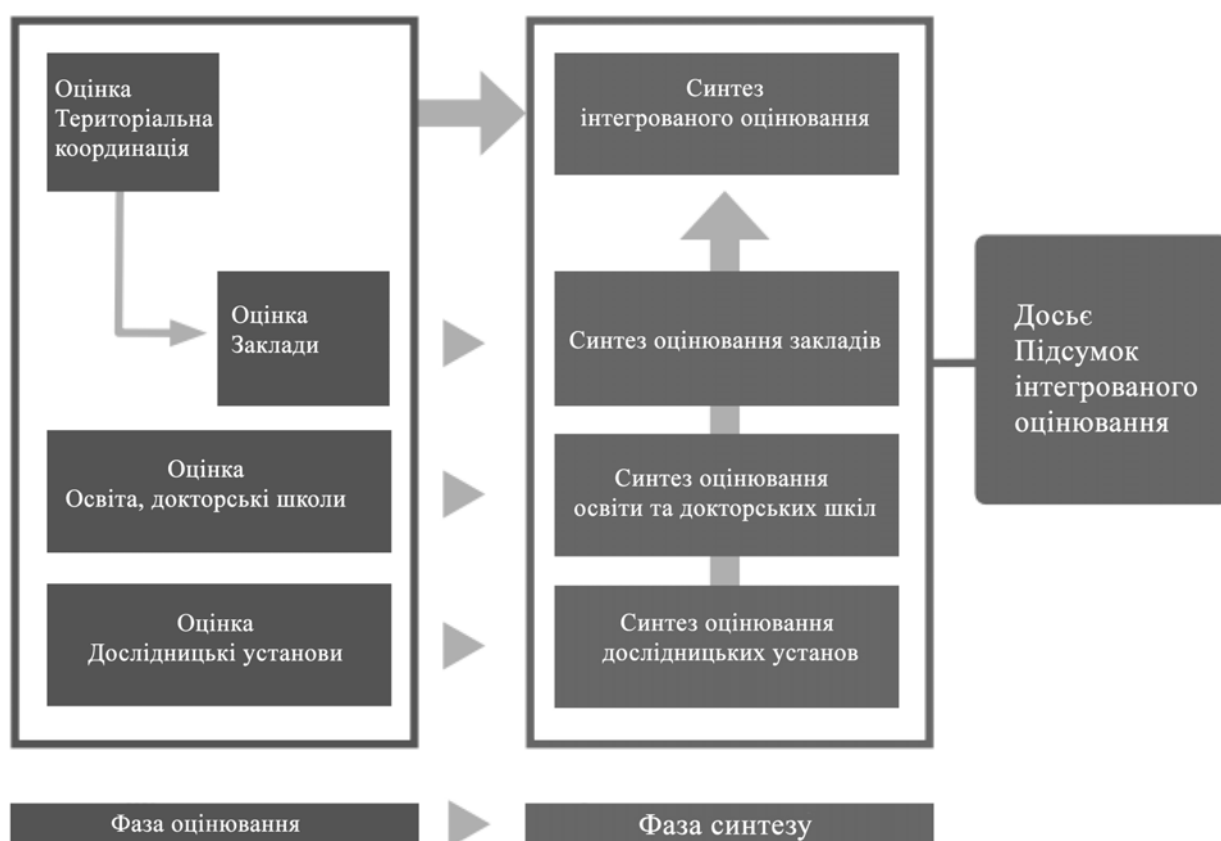 Оцінка
Територіальна
координація
Оцінка
Заклади
Оцінка
Освіта, докторські школи
Оцінка
Дослідницькі установи
Синтез
інтегрованого оцінювання
Синтез оцінювання закладів
Синтез оцінювання
освіти та докторських шкіл
Синтез оцінювання
дослідницьких установ
Досьє
Підсумок
інтегрованого
оцінювання
Фаза оцінювання
Фаза синтезу